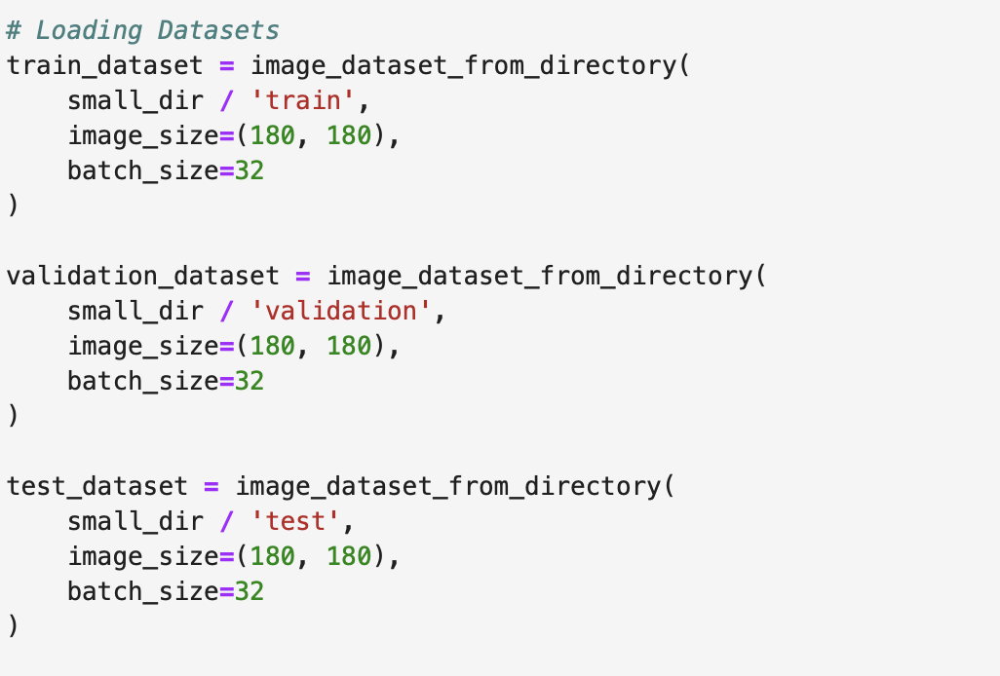 # Loading Datasets
train_dataset = image_dataset_from_directory(
    small_dir / 'train',
    image_size=(180, 180),
    batch_size=32
)

validation_dataset = image_dataset_from_directory(
    small_dir / 'validation',
    image_size=(180, 180),
    batch_size=32
)

test_dataset = image_dataset_from_directory(
    small_dir / 'test',
    image_size=(180, 180),
    batch_size=32
)